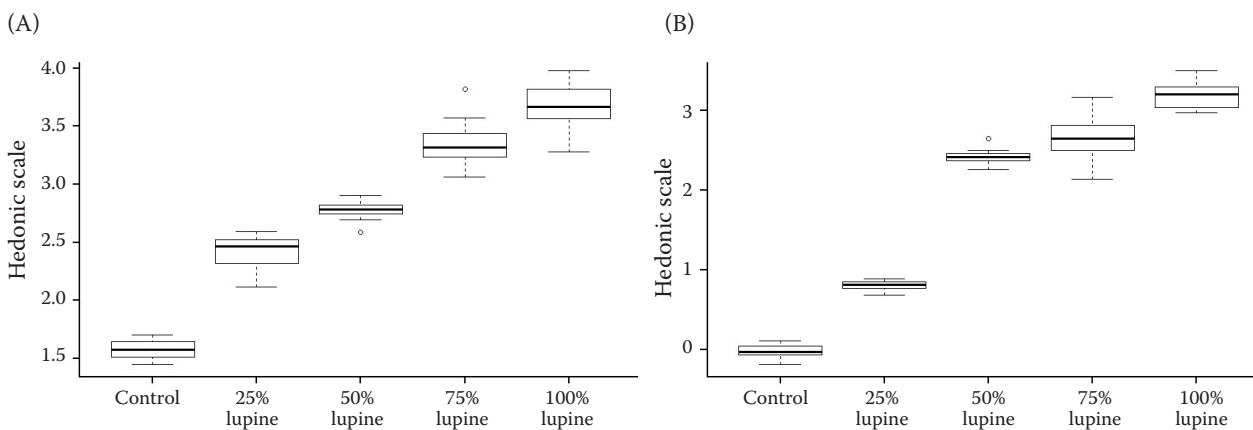 (A)
Hedonic scale
4.0
3.5
3.0
2.5
2.0
1.5
Control
25%
lupine
50%
lupine
75%
lupine
100%
lupine
(B)
Hedonic scale
3
2
1
0
Control
25%
lupine
50%
lupine
75%
lupine
100%
lupine